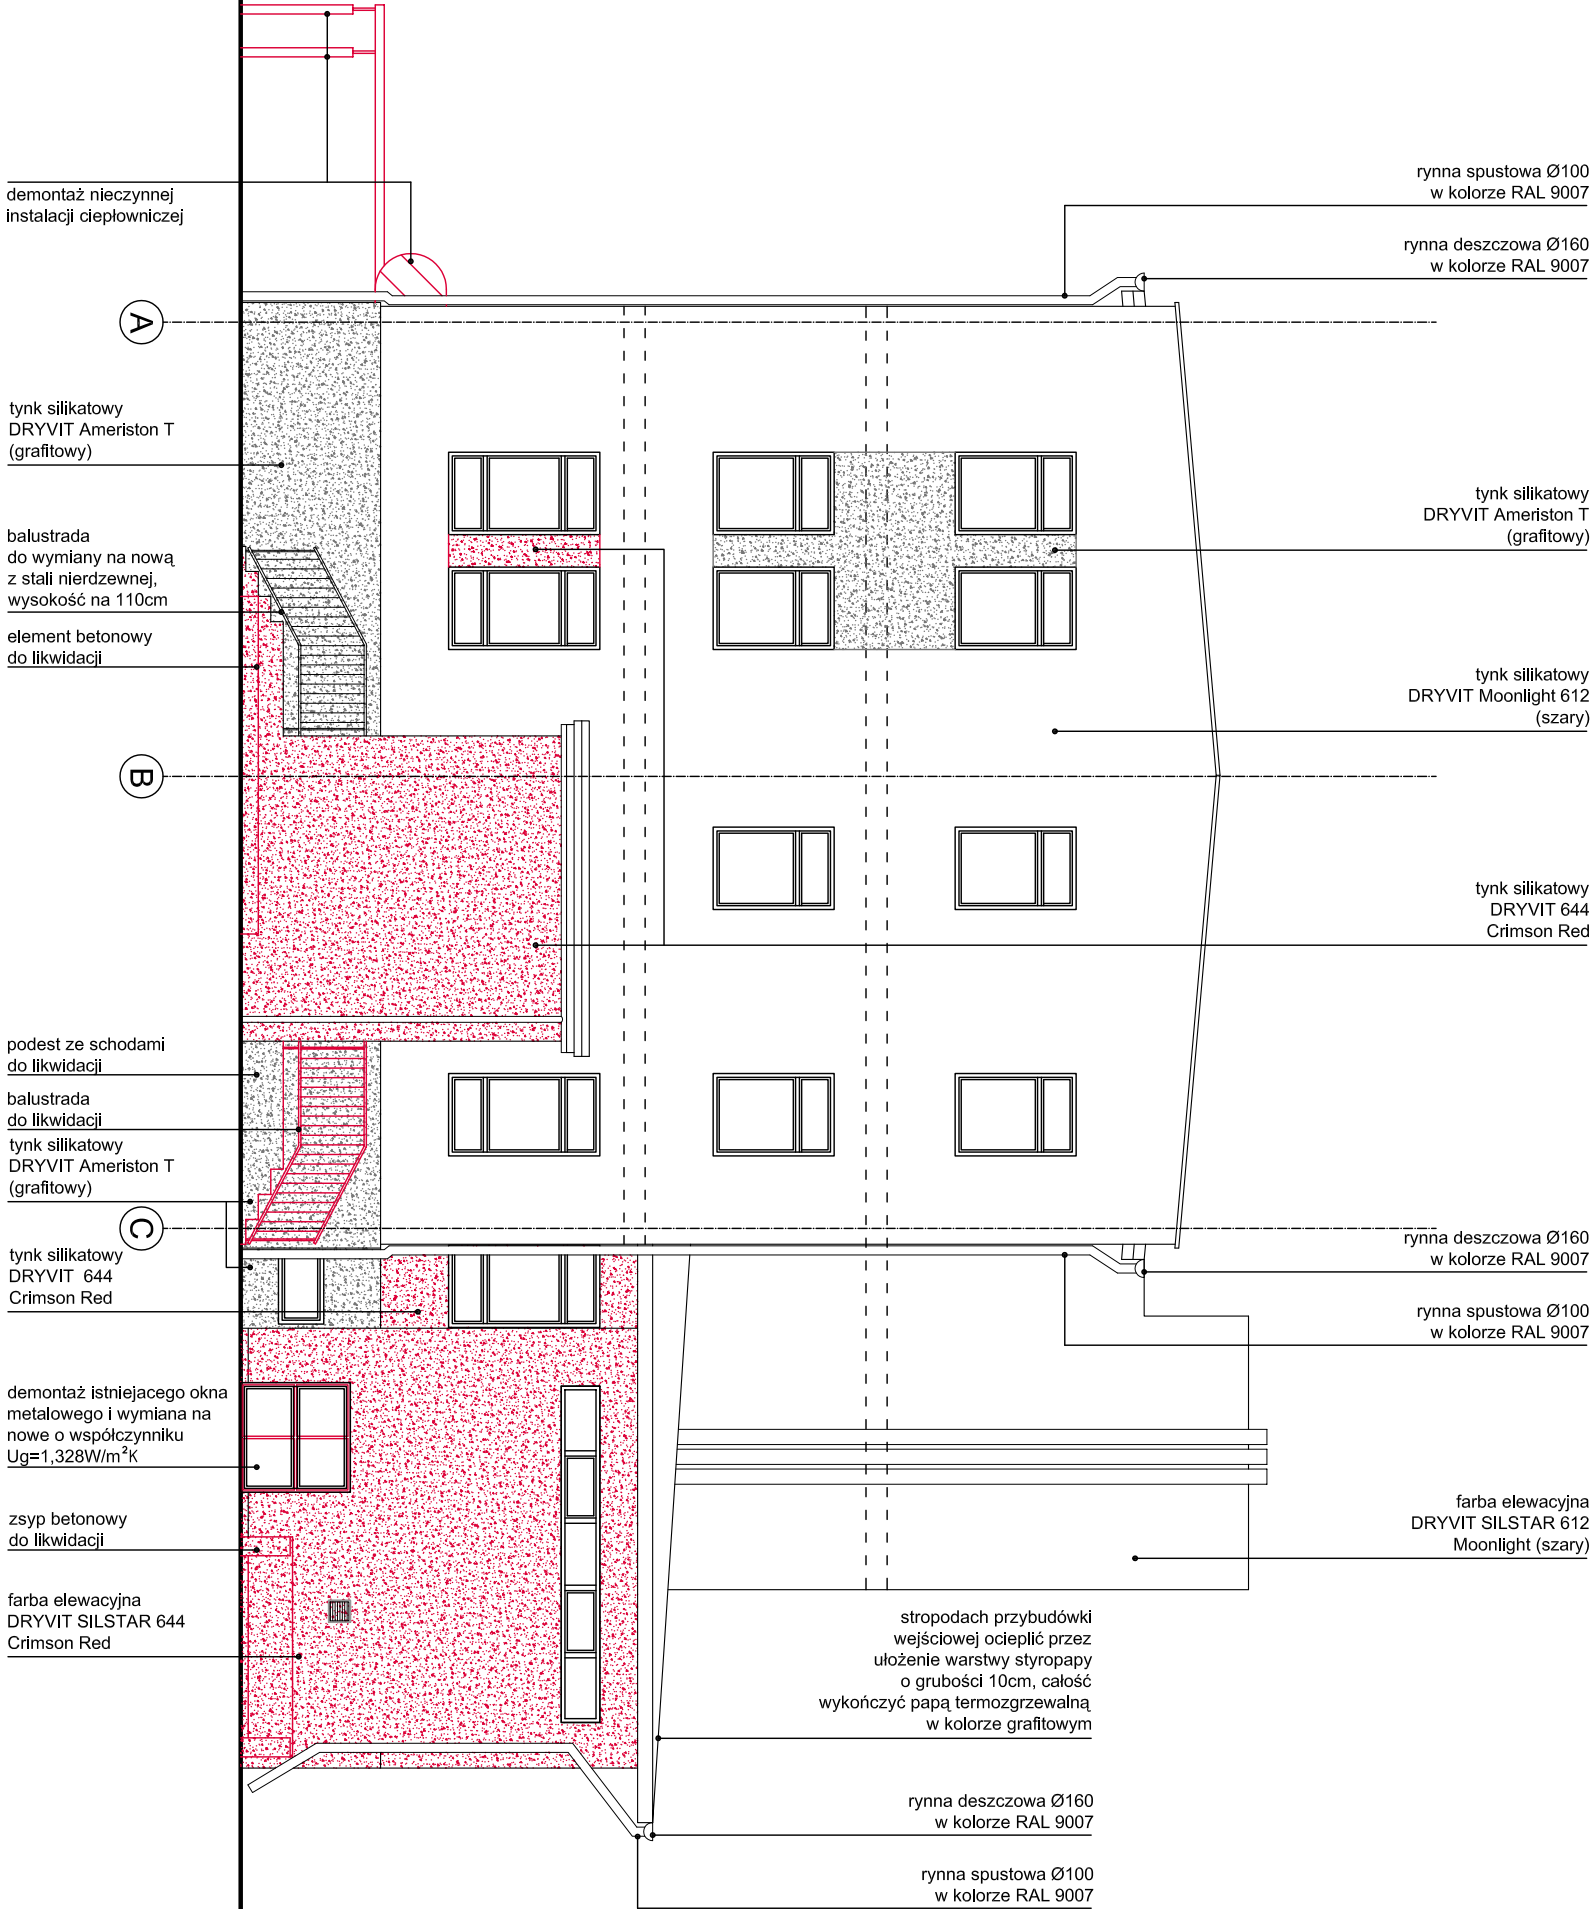 demontaż nieczynnej
instalacji ciepłowniczej
A
tynk silikatowy
DRYVIT Ameriston T
(grafitowy)
balustrada
do wymiany na nową
z stali nierdzewnej,
wysokość na 110cm
element betonowy
do likwidacji
B
podest ze schodami
do likwidacji
balustrada
do likwidacji
tynk silikatowy
DRYVIT Ameriston T
(grafitowy)
C
tynk silikatowy
DRYVIT 644
Crimson Red
demontaż istniejacego okna
metalowego i wymiana na
nowe o współczynniku
Ug=1,328W/m²K
zsyp betonowy
do likwidacji
farba elewacyjna
DRYVIT SILSTAR 644
Crimson Red
rynna spustowa Ø100
w kolorze RAL 9007
rynna deszczowa Ø160
w kolorze RAL 9007
tynk silikatowy
DRYVIT Ameriston T
(grafitowy)
tynk silikatowy
DRYVIT Moonlight 612
(szary)
tynk silikatowy
DRYVIT 644
Crimson Red
rynna deszczowa Ø160
w kolorze RAL 9007
rynna spustowa Ø100
w kolorze RAL 9007
farba elewacyjna
DRYVIT SILSTAR 612
Moonlight (szary)
stropodach przybudówki
wejściowej ocieplić przez
ułożenie warstwy styropapy
o grubości 10cm, całość
wykończyć papą termozgrzewalną
w kolorze grafitowym
rynna deszczowa Ø160
w kolorze RAL 9007
rynna spustowa Ø100
w kolorze RAL 9007